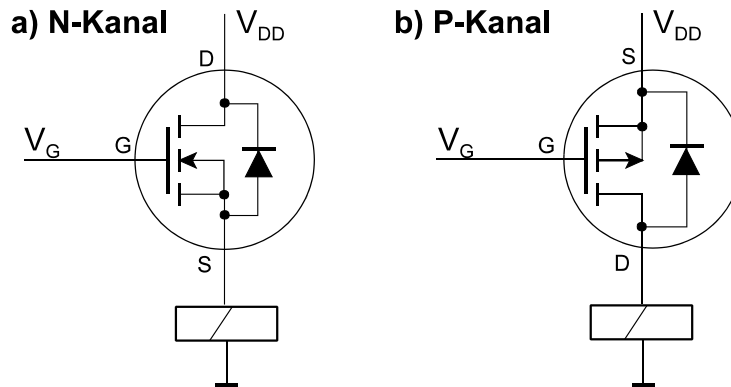 a) N-Kanal
V_DD
D
V_G
G
S
b) P-Kanal
V_DD
S
V_G
G
D